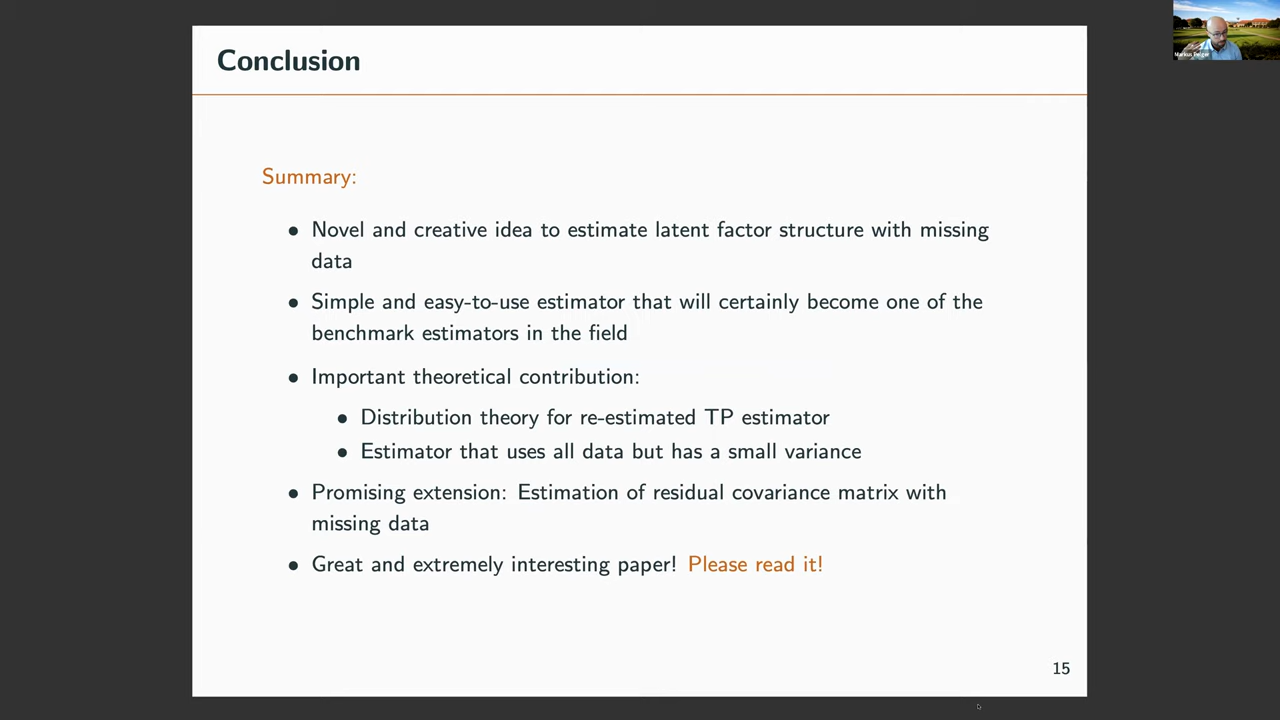 Markus Pelger
Conclusion
Summary:
• Novel and creative idea to estimate latent factor structure with missing
data
• Simple and easy-to-use estimator that will certainly become one of the
benchmark estimators in the field
• Important theoretical contribution:
• Distribution theory for re-estimated TP estimator
• Estimator that uses all data but has a small variance
• Promising extension: Estimation of residual covariance matrix with
missing data
• Great and extremely interesting paper! Please read it!
15